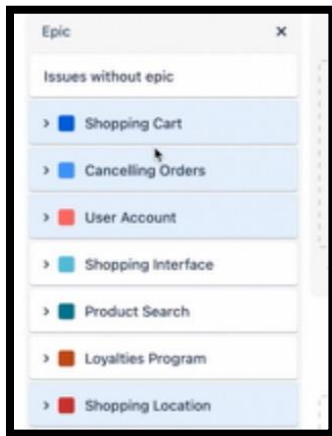 Epic
Issues without epic
Shopping Cart
Cancelling Orders
User Account
Shopping Interface
Product Search
Loyalties Program
Shopping Location